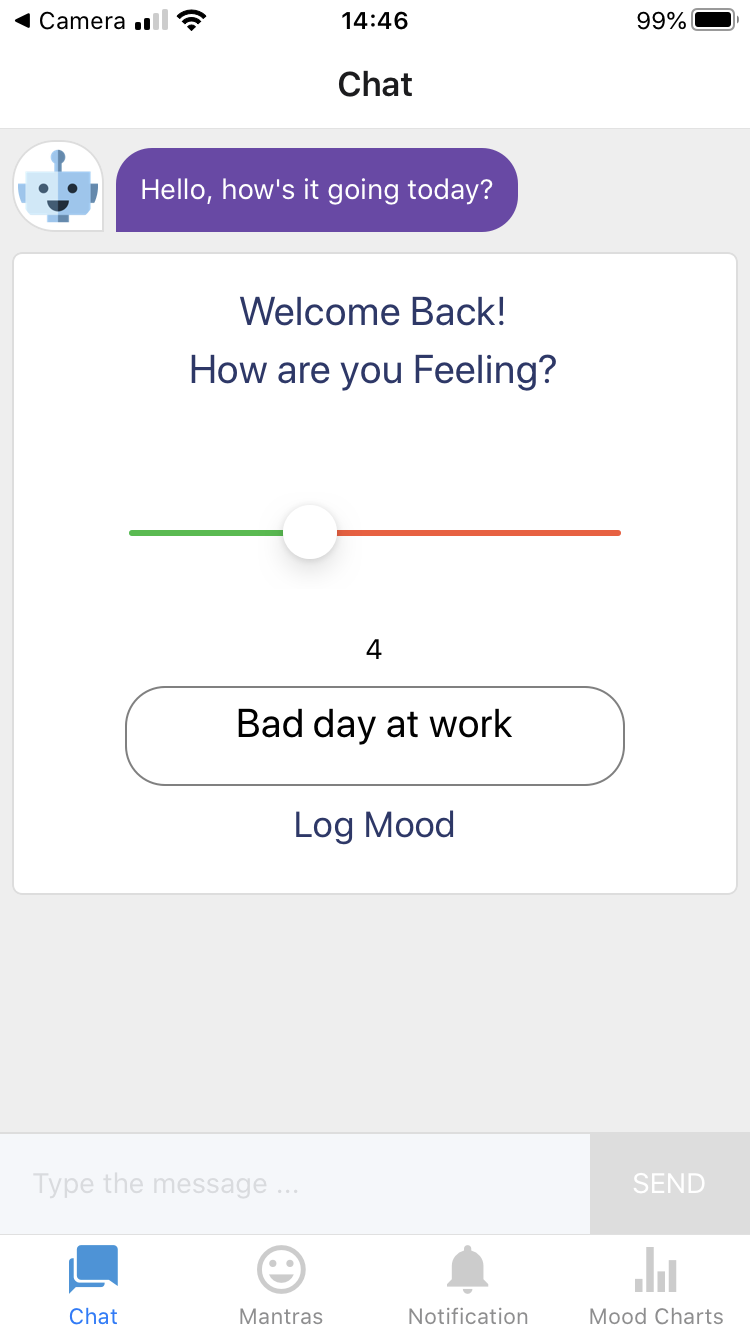 Camera 14:46 99%
Chat
Hello, how's it going today?
Welcome Back!
How are you Feeling?
4
Bad day at work
Log Mood
Type the message ... SEND
Chat Mantras Notification Mood Charts